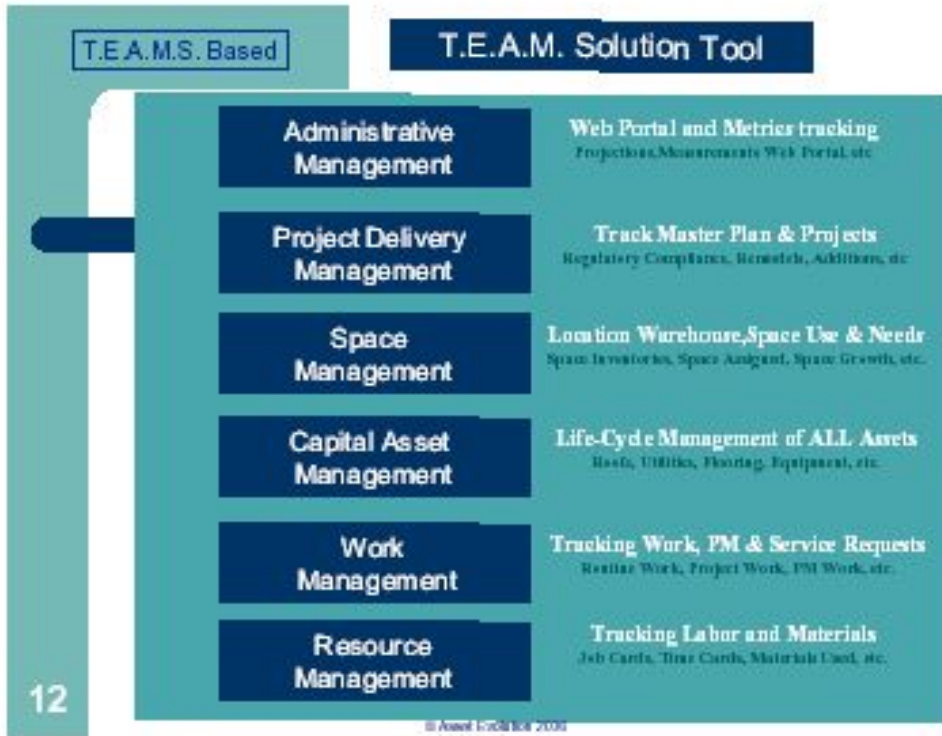 T.E.A.M.S. Based
T.E.A.M. Solution Tool
Administrative
Management
Web Portal and Metrics tracking
Projections,Measurements Web Portal, etc
Project Delivery
Management
Track Master Plan & Projects
Regulatory Compliance, Remodels, Additions, etc
Space
Management
Location Warehouse,Space Use & Needs
Space Inventories, Space Assigned, Space Growth, etc.
Capital Asset
Management
Life-Cycle Management of ALL Assets
Roofs, Utilities, Flooring, Equipment, etc.
Work
Management
Tracking Work, PM & Service Requests
Routine Work, Project Work, PM Work, etc.
Resource
Management
Tracking Labor and Materials
Job Cards, Time Cards, Materials Used, etc.
12
© Asset Evolution